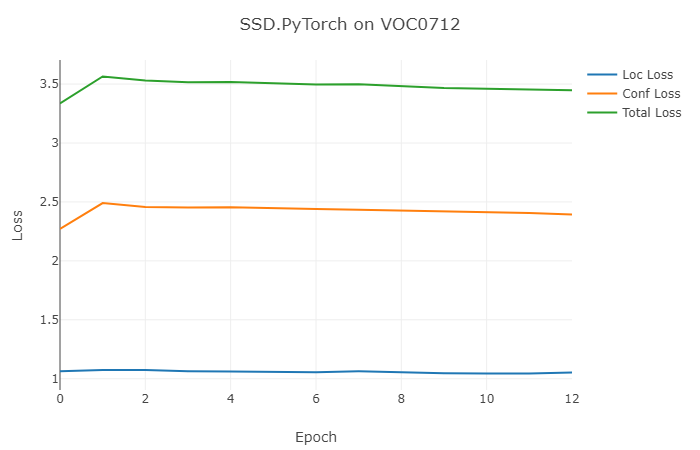 SSD.PyTorch on VOC0712
Loc Loss
Conf Loss
Total Loss
3.5
3
2.5
2
1.5
1
Loss
0 2 4 6 8 10 12
Epoch